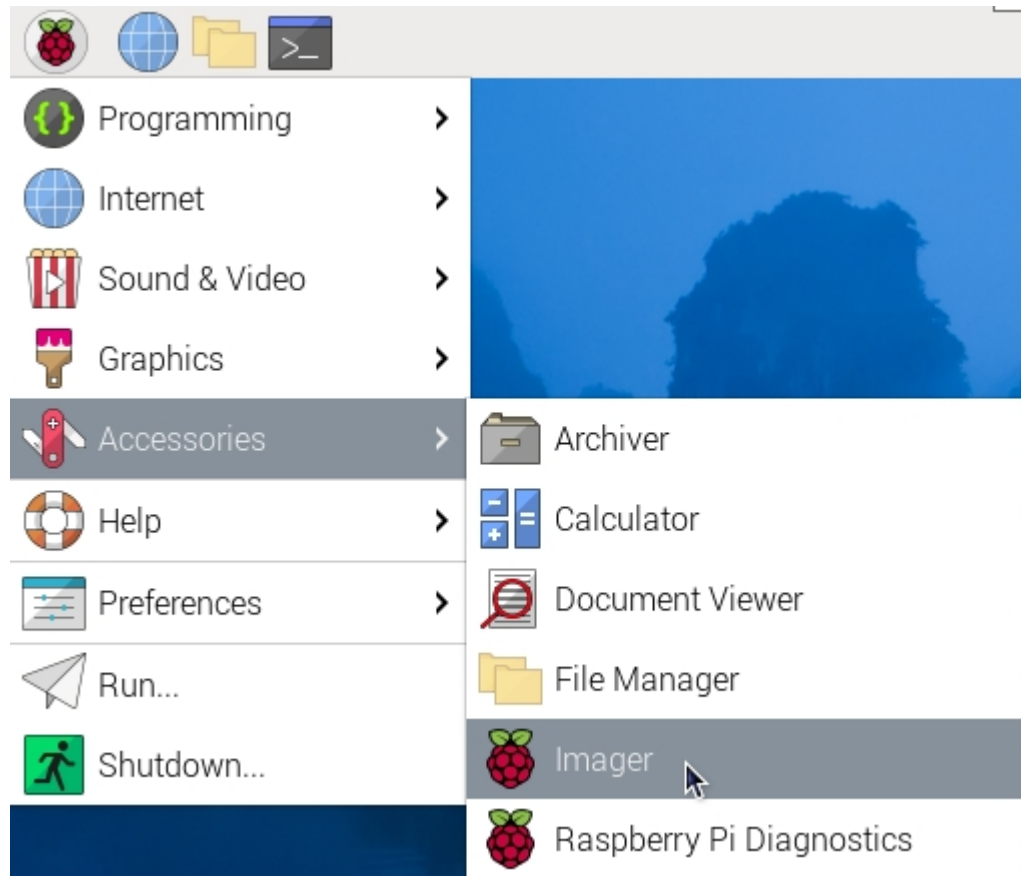 >_
Programming
Internet
Sound & Video
Graphics
Accessories
Help
Preferences
Run...
Shutdown...
Archiver
Calculator
Document Viewer
File Manager
Imager
Raspberry Pi Diagnostics